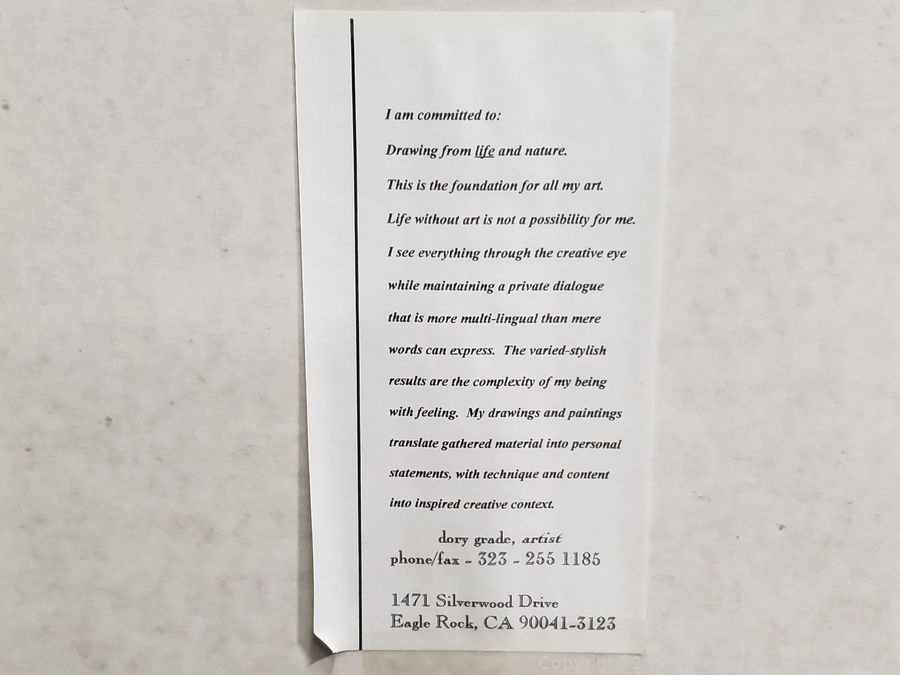 I am committed to:
Drawing from life and nature.
This is the foundation for all my art.
Life without art is not a possibility for me.
I see everything through the creative eye
while maintaining a private dialogue
that is more multi-lingual than mere
words can express. The varied-stylish
results are the complexity of my being
with feeling. My drawings and paintings
translate gathered material into personal
statements, with technique and content
into inspired creative context.
dory grade, artist
phone/fax - 323 - 255 1185
1471 Silverwood Drive
Eagle Rock, CA 90041-3123
Copyright